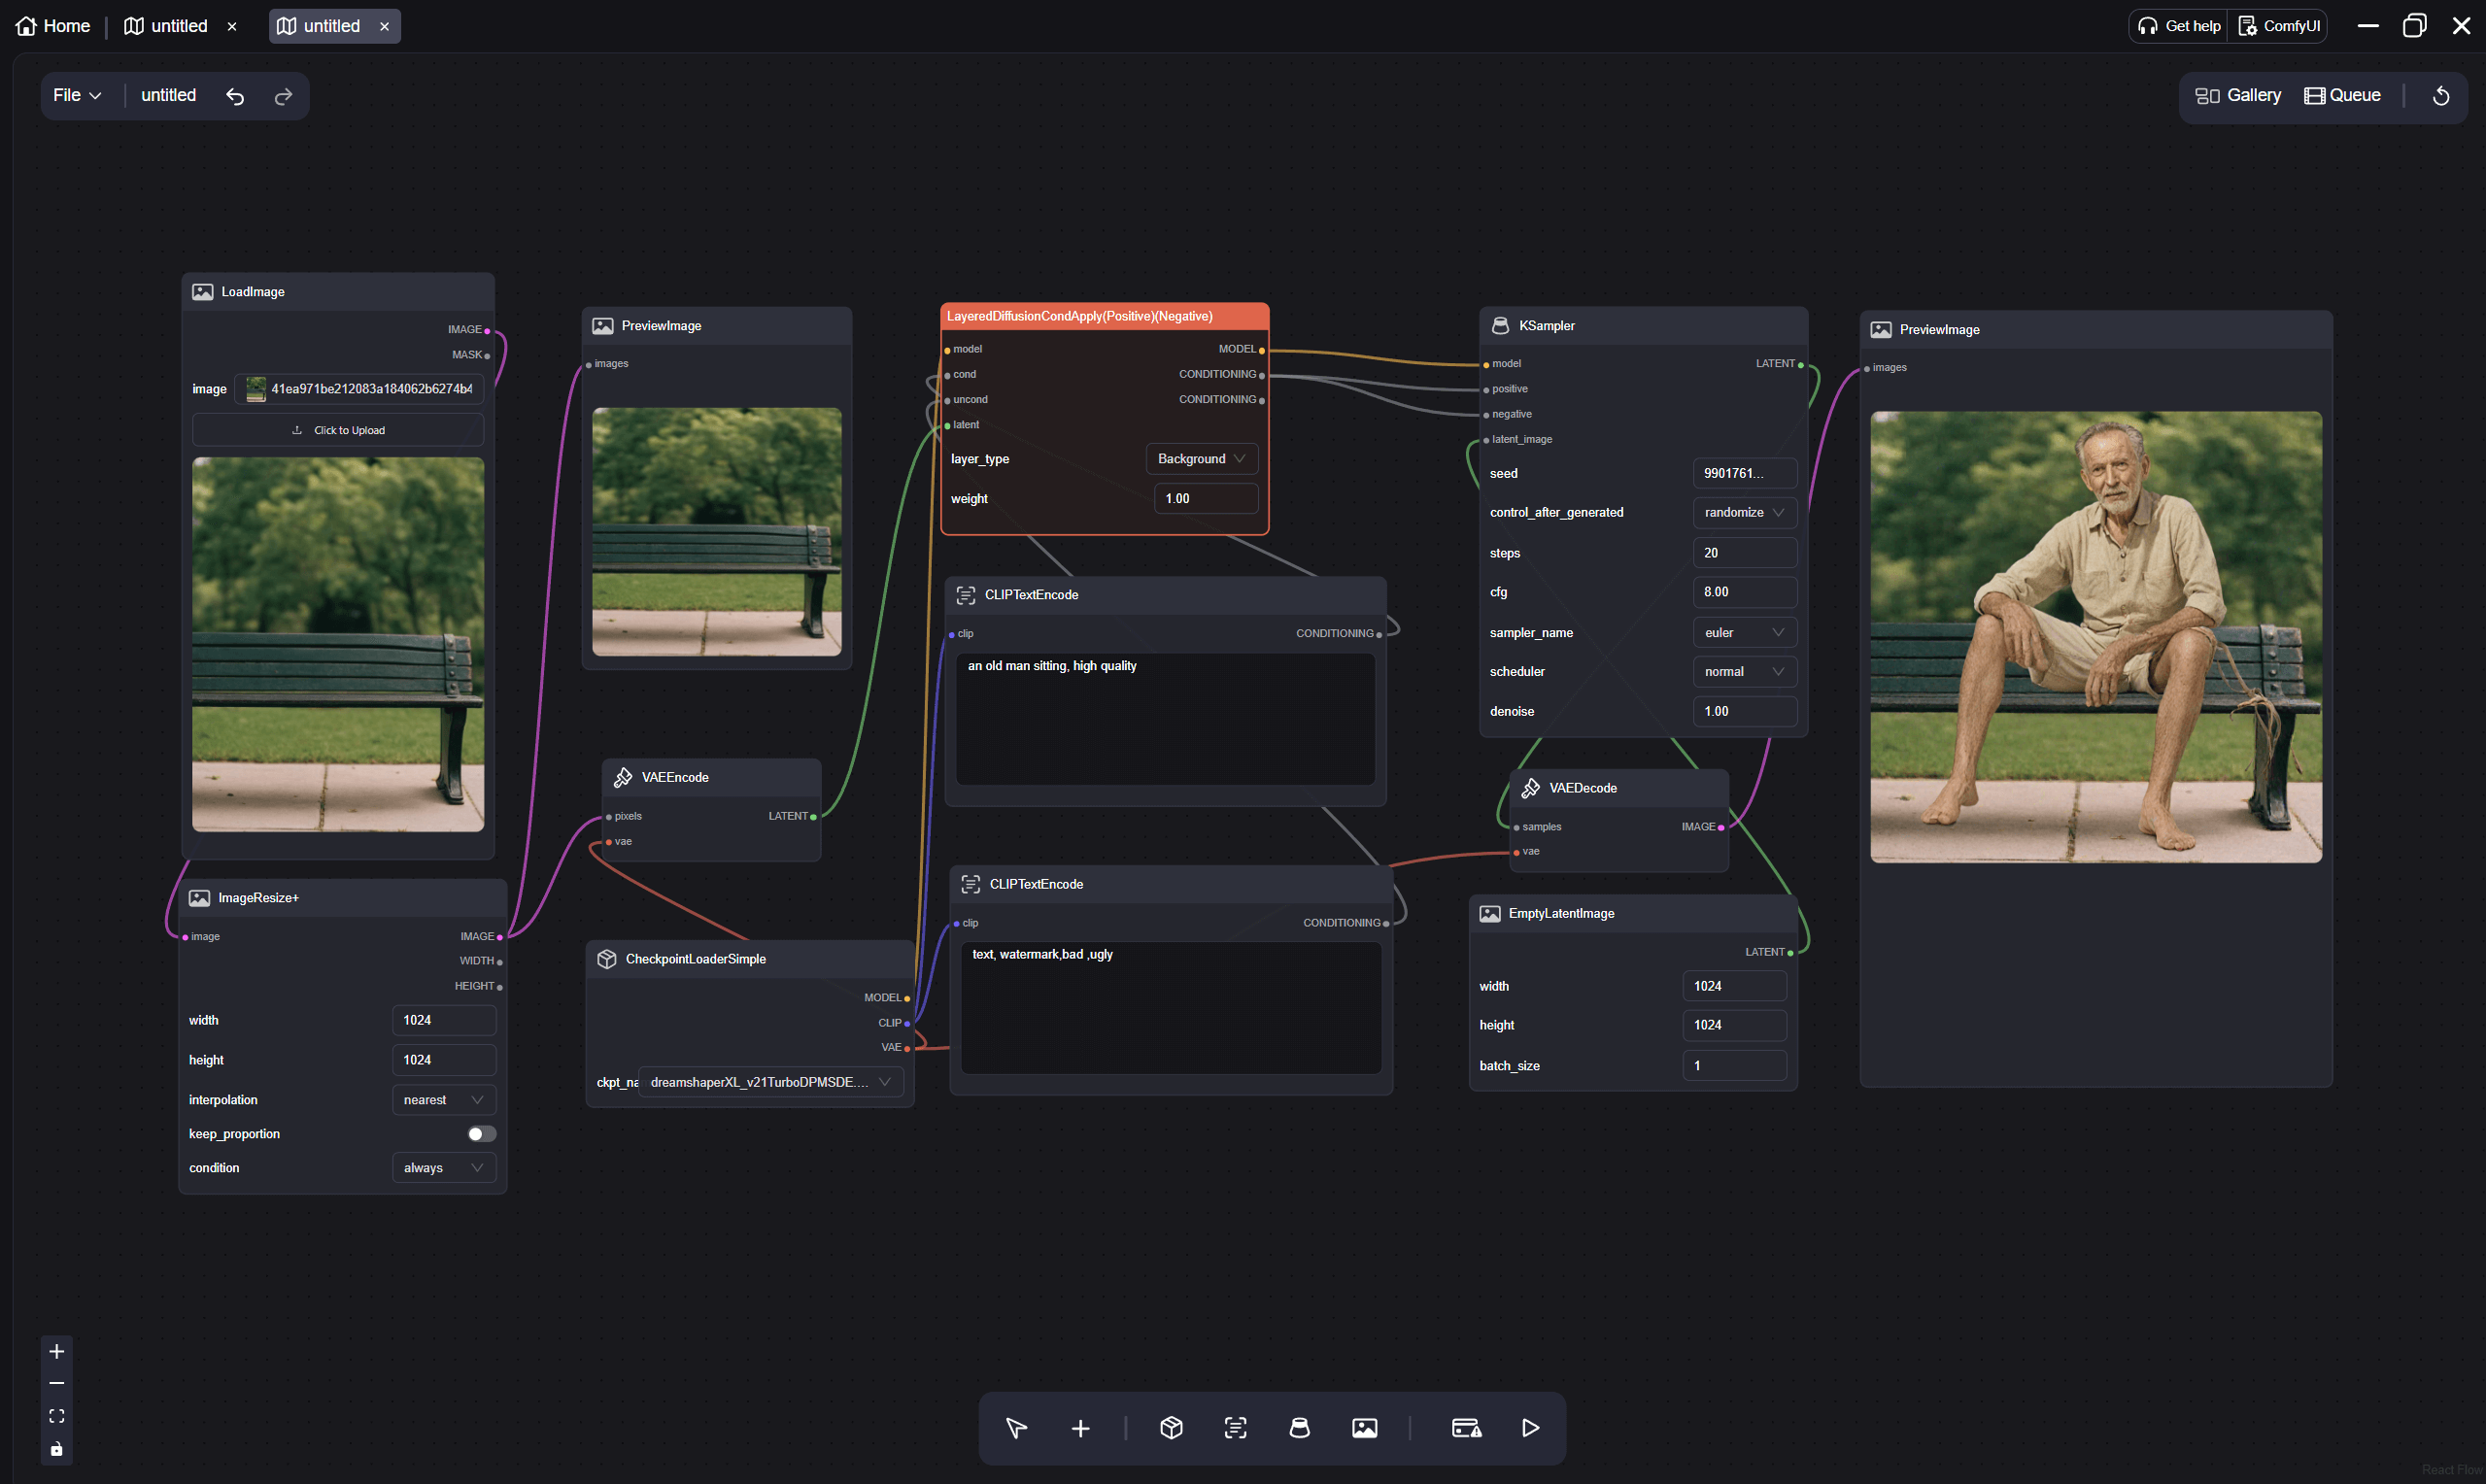 Home
untitled
untitled
Get help
ComfyUI
File
untitled
Gallery
Queue
LoadImage
IMAGE
MASK
image 41ea971be212083a184062b6274b4
Click to Upload
ImageResize+
image IMAGE
WIDTH
HEIGHT
width 1024
height 1024
interpolation nearest
keep_proportion
condition always
PreviewImage
images
VAEEncode
pixels LATENT
vae
CheckpointLoaderSimple
MODEL
CLIP
VAE
ckpt_na dreamshaperXL_v21TurboDPMSDE....
LayeredDiffusionCondApply(Positive)(Negative)
model MODEL
cond CONDITIONING
uncond CONDITIONING
latent
layer_type Background
weight 1.00
CLIPTextEncode
clip CONDITIONING
an old man sitting, high quality
CLIPTextEncode
clip CONDITIONING
text, watermark,bad ,ugly
KSampler
model LATENT
positive
negative
latent_image
seed 9901761...
control_after_generated randomize
steps 20
cfg 8.00
sampler_name euler
scheduler normal
denoise 1.00
VAEDecode
samples IMAGE
vae
EmptyLatentImage
LATENT
width 1024
height 1024
batch_size 1
PreviewImage
images
React Flow